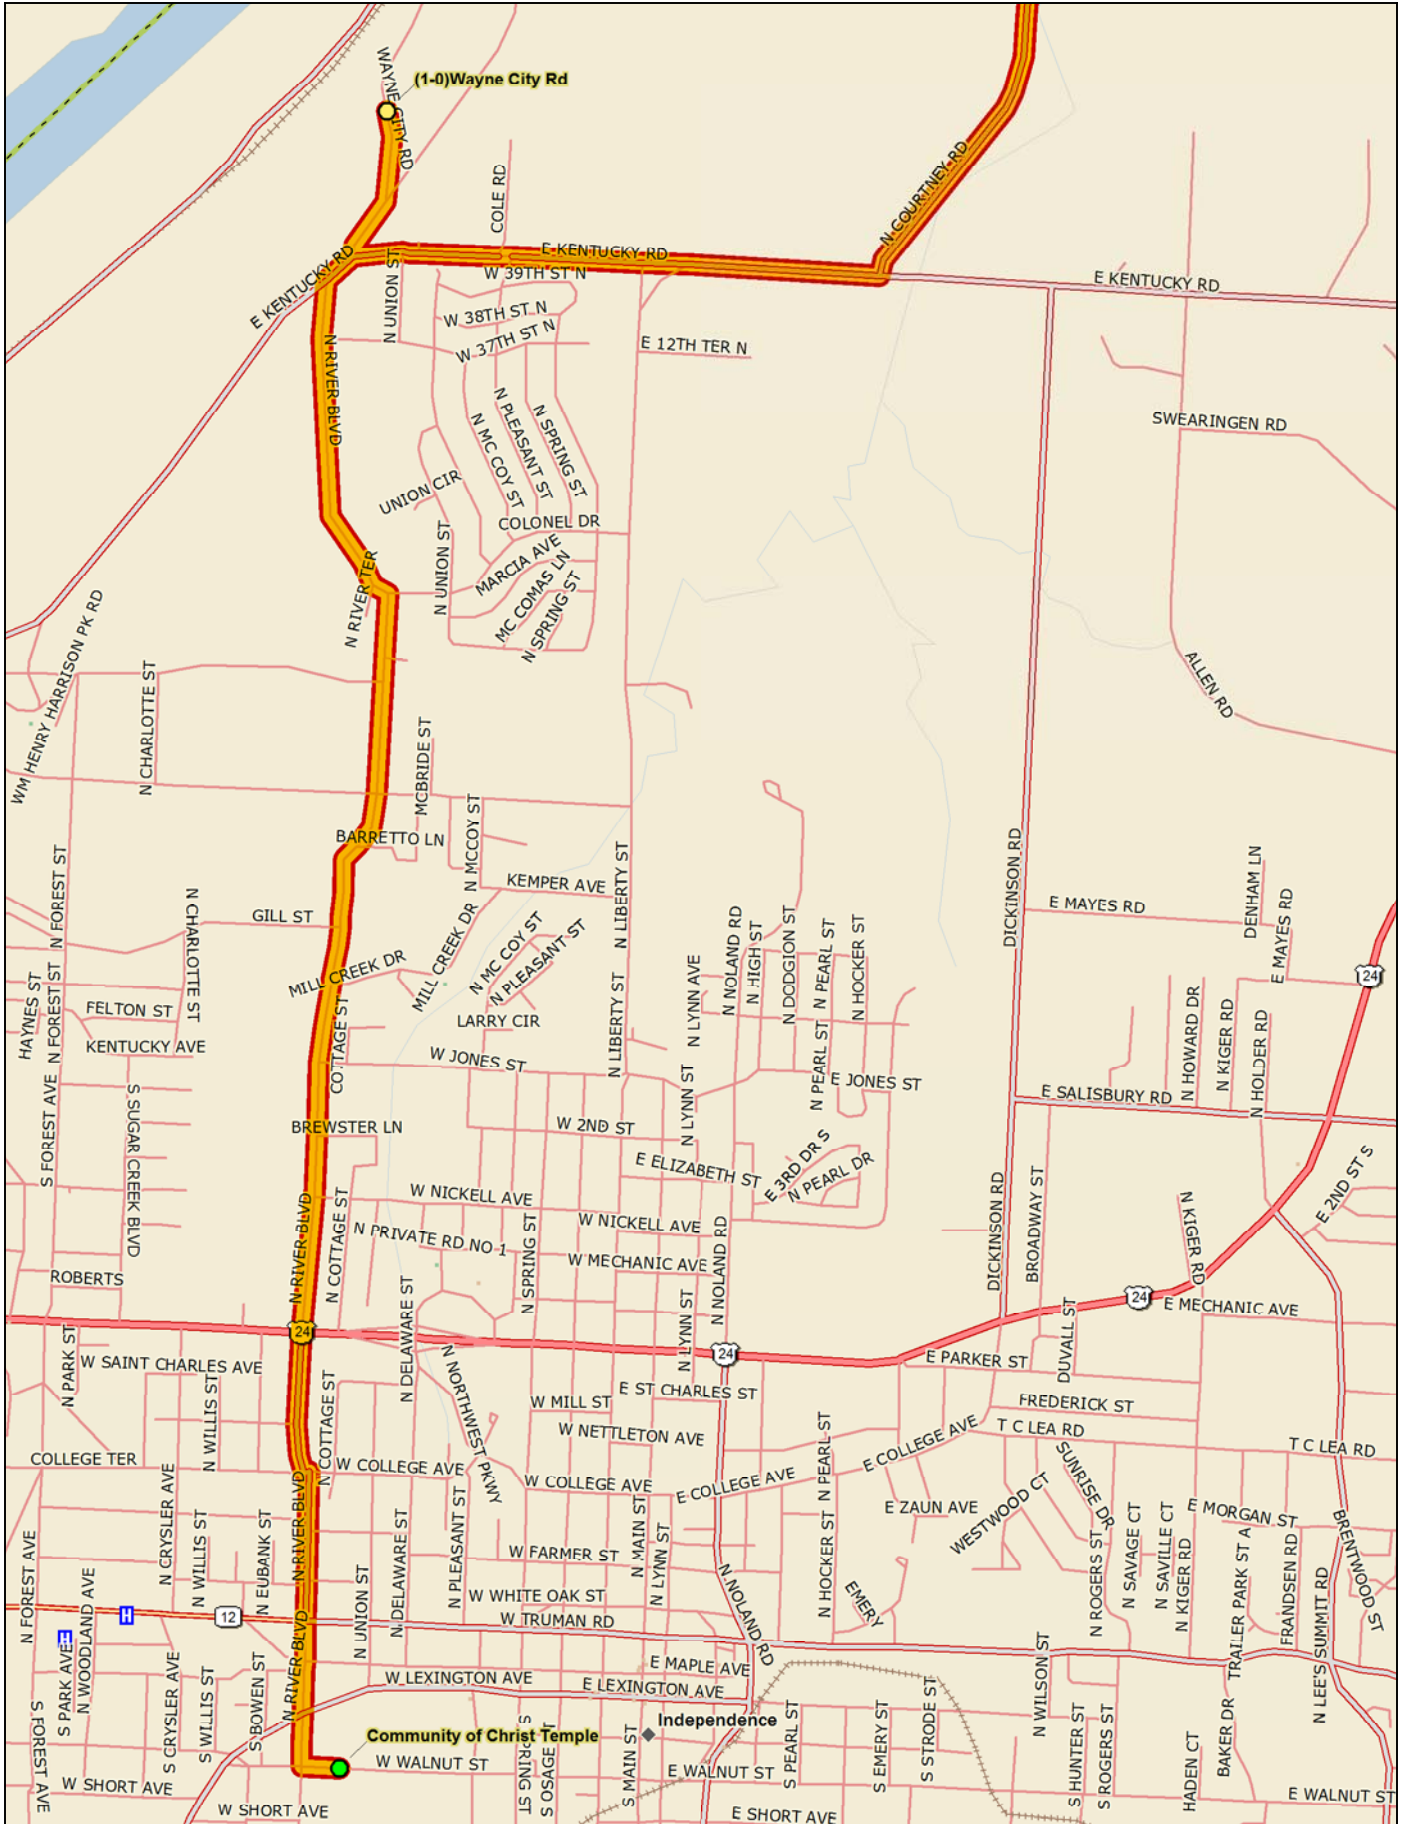 WAYNE CITY RD
(1-0)Wayne City Rd
COLE RD
N COURTNEY RD
E KENTUCKY RD
E KENTUCKY RD
E KENTUCKY RD
N UNION ST
W 39TH ST N
W 38TH ST N
W 37TH ST N
E 12TH TER N
N RIVER BLVD
N PLEASANT ST
N SPRING ST
N MC COY ST
SWEARINGEN RD
UNION CIR
COLONEL DR
N UNION ST
MARCIA AVE
MC COMAS LN
N SPRING ST
N RIVER TER
WM HENRY HARRISON PK RD
N CHARLOTTE ST
ALLEN RD
MCBRIDE ST
BARRETTO LN
N MCCOY ST
KEMPER AVE
N LIBERTY ST
DICKINSON RD
DENHAM LN
E MAYES RD
E MAYES RD
N FOREST ST
N CHARLOTTE ST
GILL ST
MILL CREEK DR
MILL CREEK DR
N MC COY ST
N PLEASANT ST
N LYNN AVE
N NOLAND RD
N HIGH ST
N DODGION ST
N PEARL ST
N HOCKER ST
24
HAYNES ST
N FOREST ST
FELTON ST
KENTUCKY AVE
COTTAGE ST
LARRY CIR
N LIBERTY ST
N HOWARD DR
N KIGER RD
N HOLDER RD
W JONES ST
N PEARL ST
E JONES ST
E SALISBURY RD
S FOREST AVE
S SUGAR CREEK BLVD
BREWSTER LN
W 2ND ST
N LYNN ST
E ELIZABETH ST
E 3RD DR S
N PEARL DR
E 2ND ST S
W NICKELL AVE
W NICKELL AVE
DICKINSON RD
BROADWAY ST
N KIGER RD
N RIVER BLVD
N COTTAGE ST
N PRIVATE RD NO 1
N SPRING ST
W MECHANIC AVE
N NOLAND RD
ROBERTS
N DELAWARE ST
N LYNN ST
24
E MECHANIC AVE
24
24
N PARK ST
W SAINT CHARLES AVE
E PARKER ST
DUVALL ST
N WILLIS ST
N COTTAGE ST
N NORTHWEST PKWY
W MILL ST
E ST CHARLES ST
FREDERICK ST
W NETTLETON AVE
N PEARL ST
E COLLEGE AVE
T C LEA RD
T C LEA RD
COLLEGE TER
W COLLEGE AVE
W COLLEGE AVE
E COLLEGE AVE
SUNRISE DR
WESTWOOD CT
E ZAUN AVE
E MORGAN ST
BRENTWOOD ST
N FOREST AVE
N CRYSLER AVE
N WILLIS ST
N EUBANK ST
N RIVER BLVD
N DELAWARE ST
N PLEASANT ST
N MAIN ST
N LYNN ST
N HOCKER ST
N ROGERS ST
N SAVAGE CT
N SAVILLE CT
N KIGER RD
TRAILER PARK ST A
FRANDSEN RD
N LEE'S SUMMIT RD
W FARMER ST
N NOLAND RD
EMERY
N WOODLAND AVE
H
12
N UNION ST
W WHITE OAK ST
W TRUMAN RD
H
S PARK AVE
S CRYSLER AVE
S WILLIS ST
S BOWEN ST
N RIVER BLVD
W LEXINGTON AVE
E MAPLE AVE
E LEXINGTON AVE
N WILSON ST
S FOREST AVE
Community of Christ Temple
Independence
S SPRING ST
S OSAGE ST
S MAIN ST
S PEARL ST
S EMERY ST
S STRODE ST
S HUNTER ST
S ROGERS ST
HADEN CT
BAKER DR
W WALNUT ST
E WALNUT ST
E WALNUT ST
W SHORT AVE
W SHORT AVE
E SHORT AVE